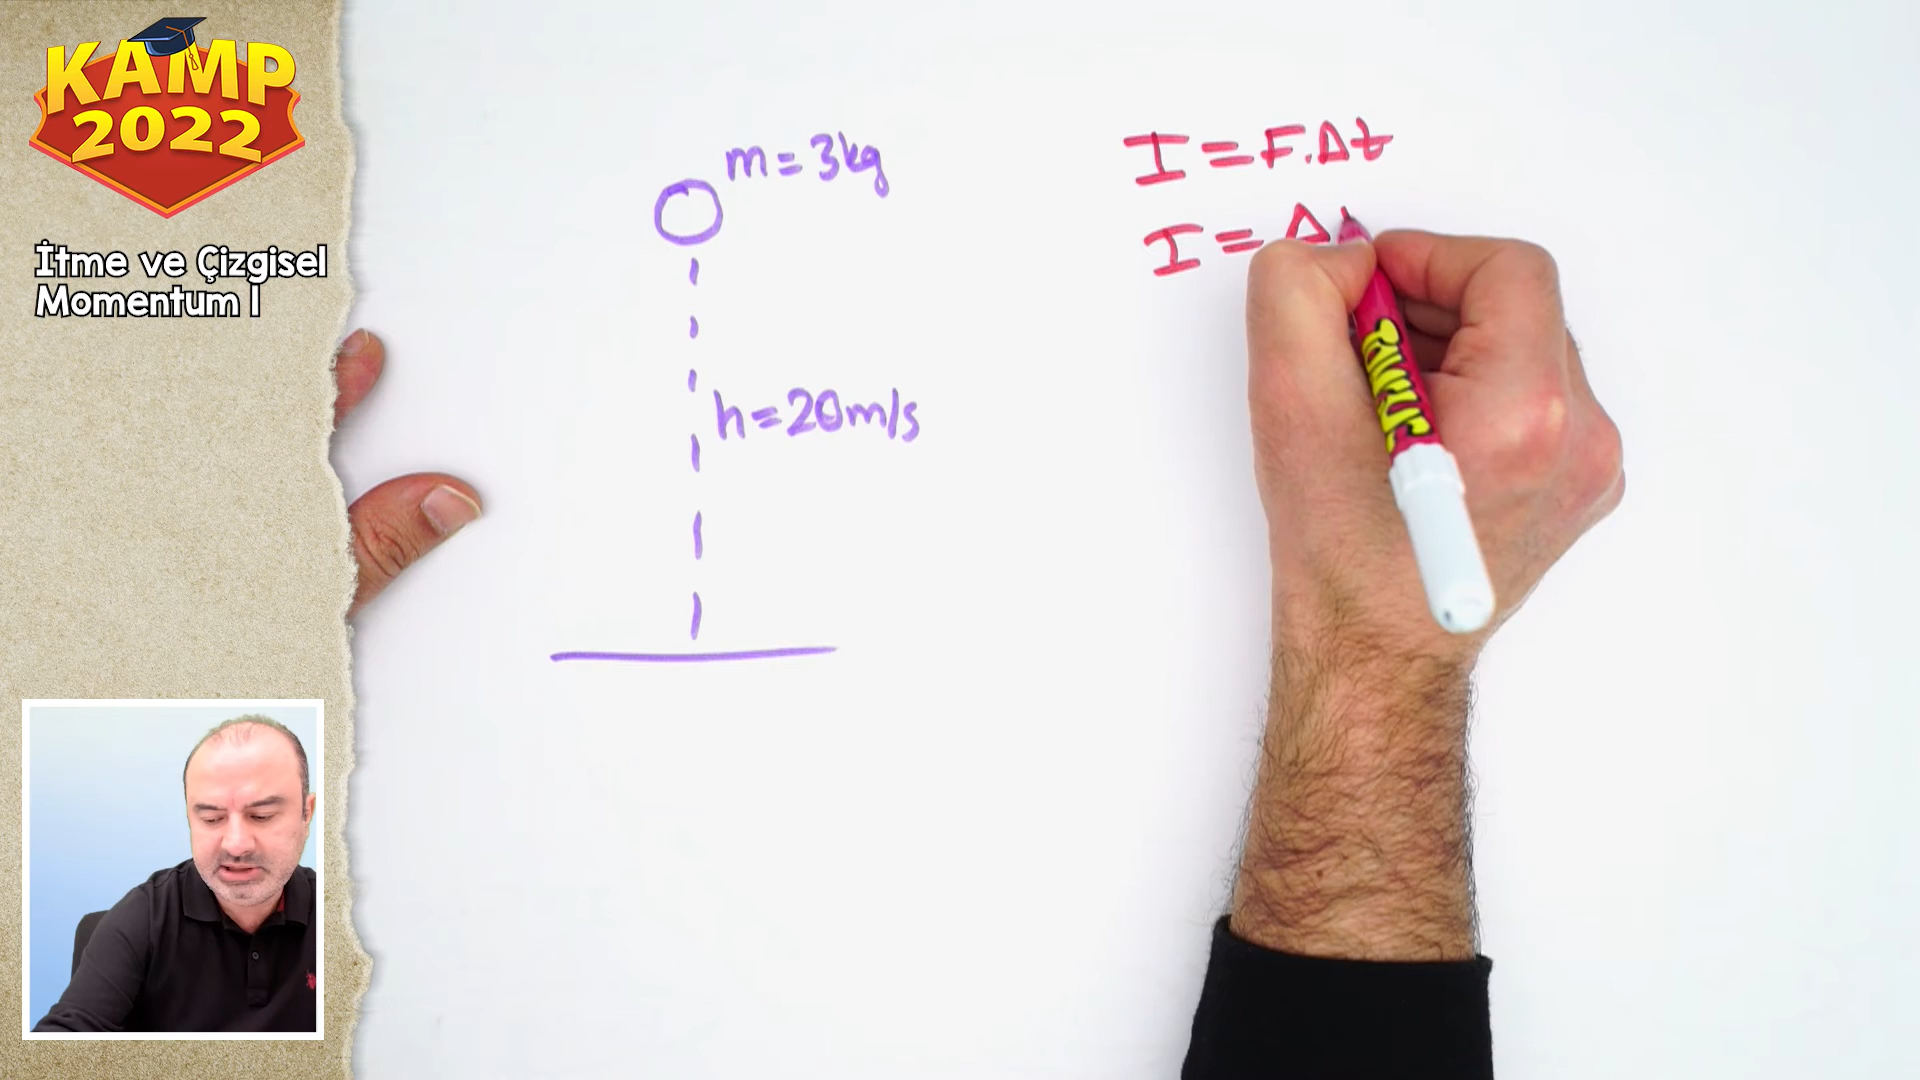 KAMP
2022
İtme ve Çizgisel
Momentum I
m = 3kg
h = 20m/s
I = F.Δt
I = Δ